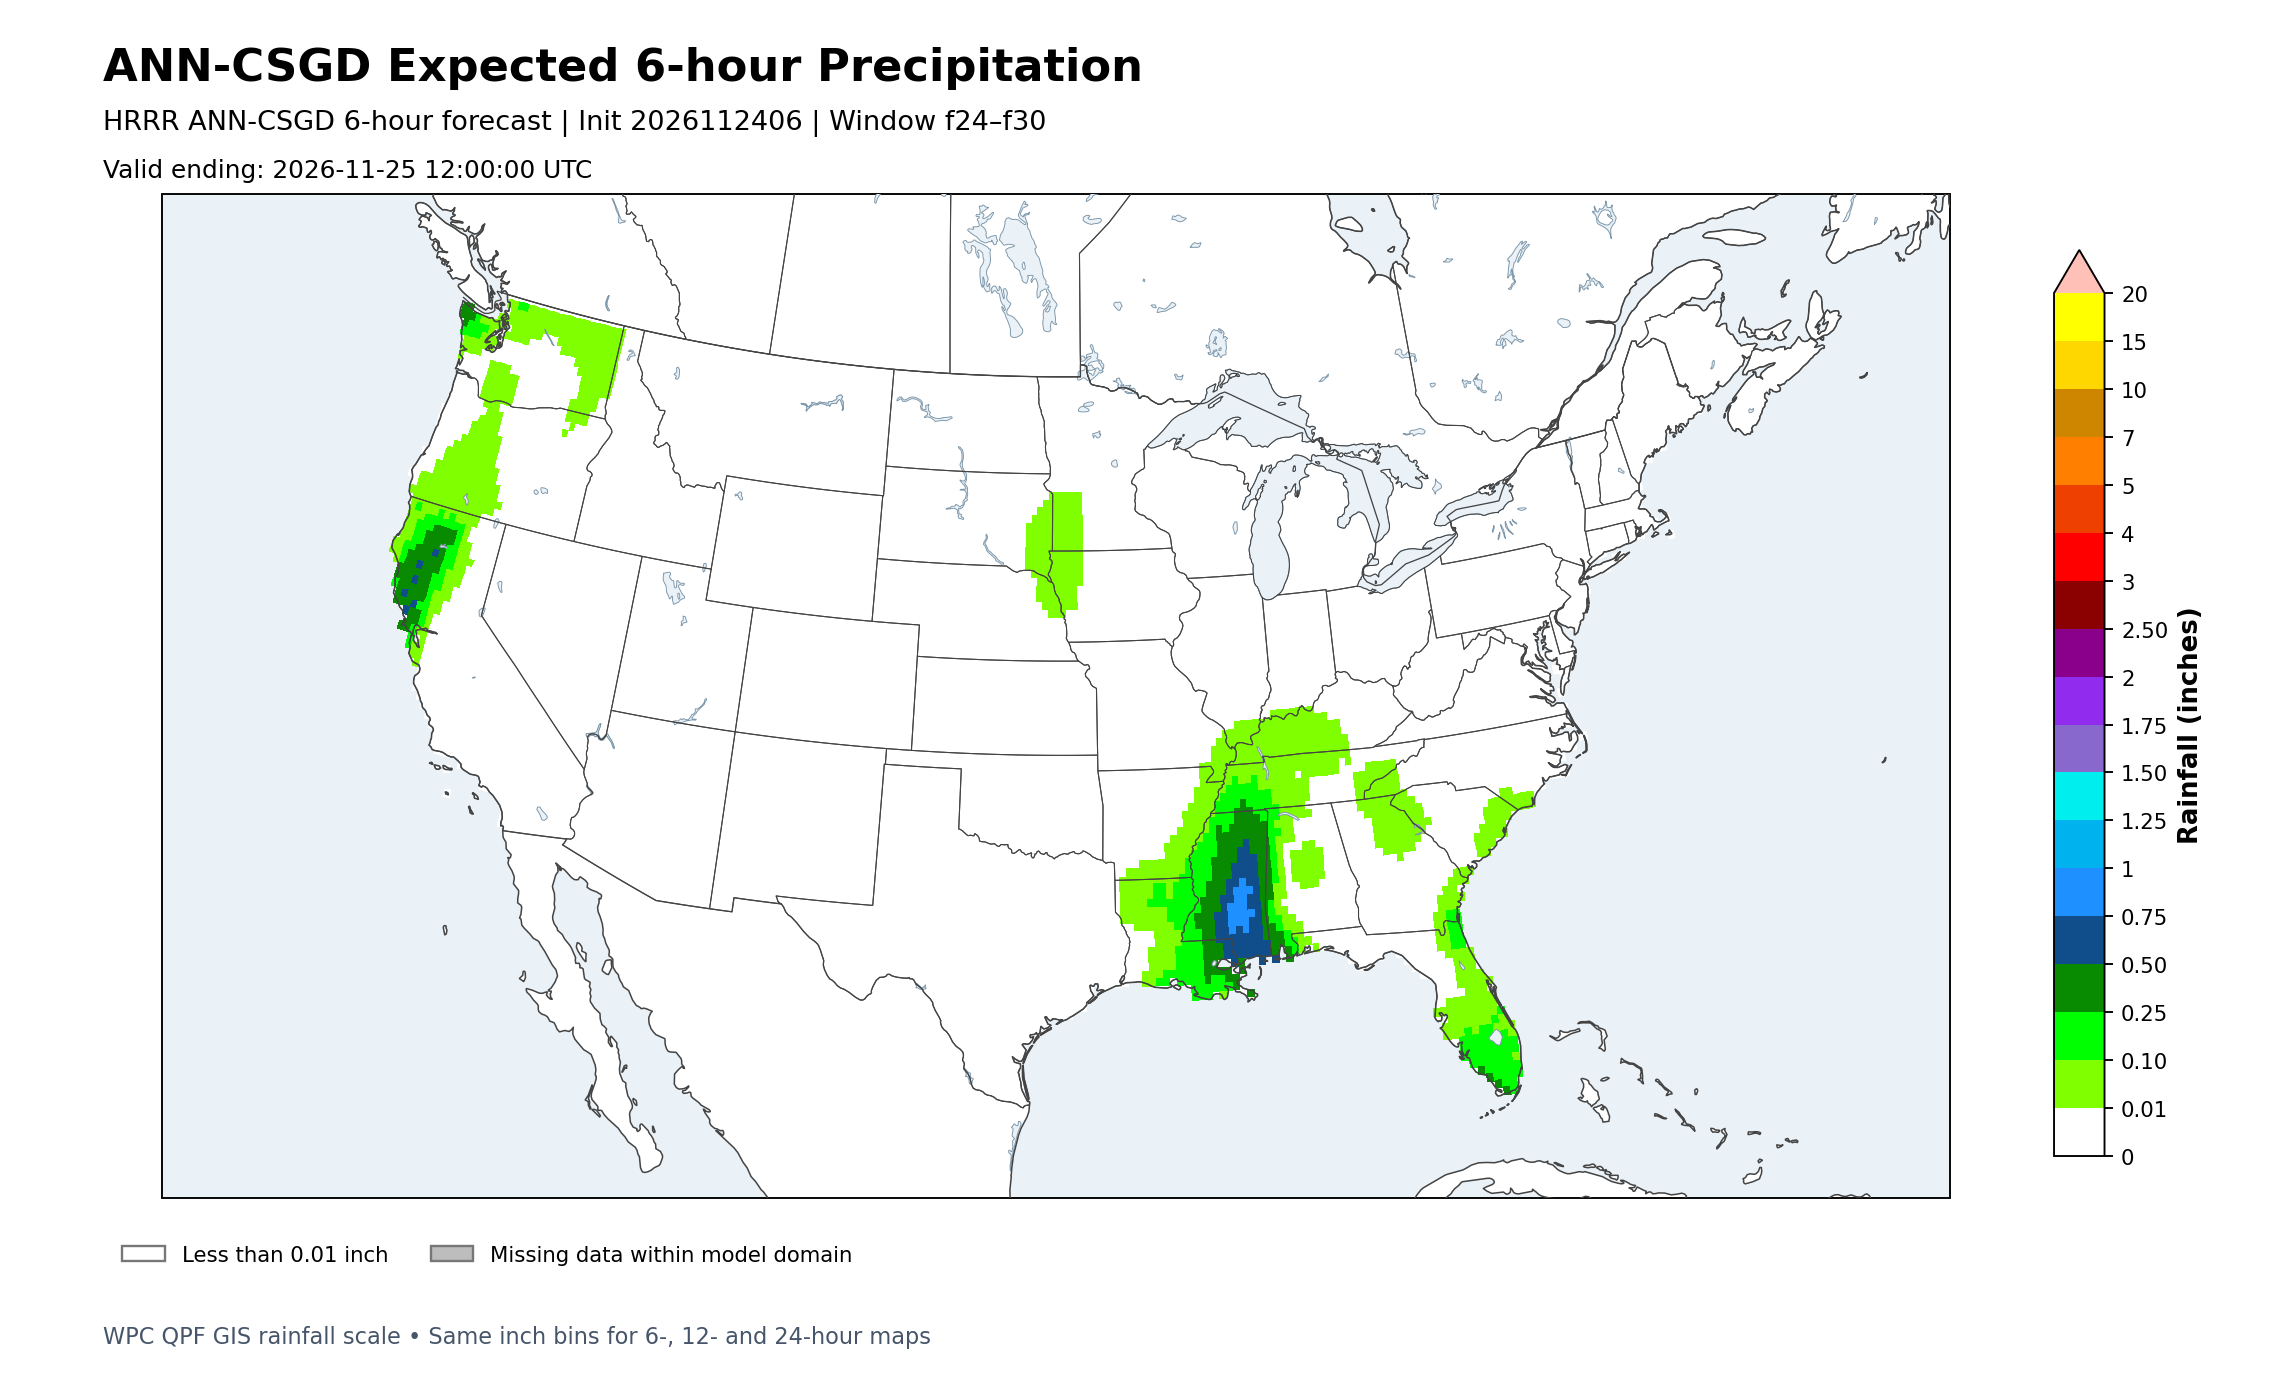 ANN-CSGD Expected 6-hour Precipitation
HRRR ANN-CSGD 6-hour forecast | Init 2026112406 | Window f24–f30
Valid ending: 2026-11-25 12:00:00 UTC
20
15
10
7
5
4
3
2.50
2
1.75
1.50
1.25
1
0.75
0.50
0.25
0.10
0.01
0
Rainfall (inches)
Less than 0.01 inch
Missing data within model domain
WPC QPF GIS rainfall scale • Same inch bins for 6-, 12- and 24-hour maps